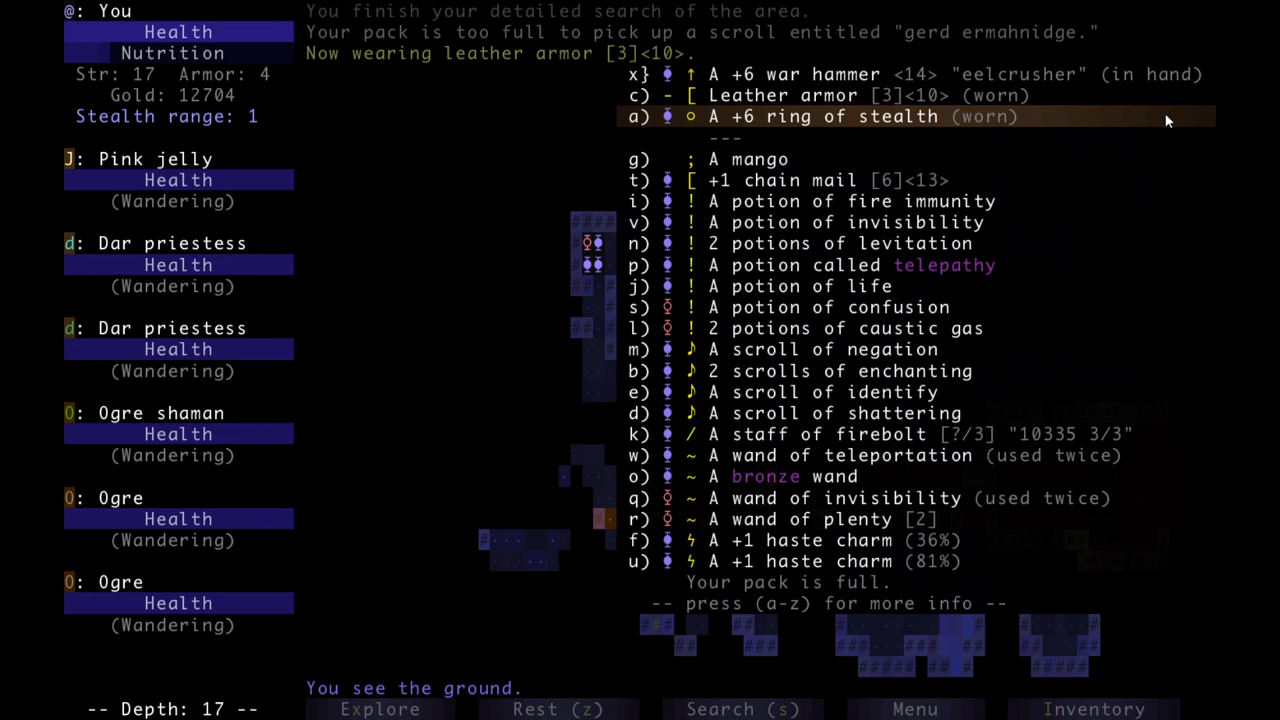 @: You
Health
Nutrition
Str: 17 Armor: 4
Gold: 12704
Stealth range: 1
J: Pink jelly
Health
(Wandering)
d: Dar priestess
Health
(Wandering)
d: Dar priestess
Health
(Wandering)
O: Ogre shaman
Health
(Wandering)
O: Ogre
Health
(Wandering)
O: Ogre
Health
(Wandering)
-- Depth: 17 --
You finish your detailed search of the area.
Your pack is too full to pick up a scroll entitled "gerd ermahnidge."
Now wearing leather armor [3]<10>.
x} ↑ A +6 war hammer <14> "eelcrusher" (in hand)
c) - [ Leather armor [3]<10> (worn)
a) ○ A +6 ring of stealth (worn)
---
g) ; A mango
t) [ +1 chain mail [6]<13>
i) ! A potion of fire immunity
v) ! A potion of invisibility
n) ! 2 potions of levitation
p) ! A potion called telepathy
j) ! A potion of life
s) ! A potion of confusion
l) ! 2 potions of caustic gas
m) ♪ A scroll of negation
b) ♪ 2 scrolls of enchanting
e) ♪ A scroll of identify
d) ♪ A scroll of shattering
k) / A staff of firebolt [?/3] "10335 3/3"
w) ~ A wand of teleportation (used twice)
o) ~ A bronze wand
q) ~ A wand of invisibility (used twice)
r) ~ A wand of plenty [2]
f) ϟ A +1 haste charm (36%)
u) ϟ A +1 haste charm (81%)
Your pack is full.
-- press (a-z) for more info --
You see the ground.
Explore Rest (z) Search (s) Menu Inventory